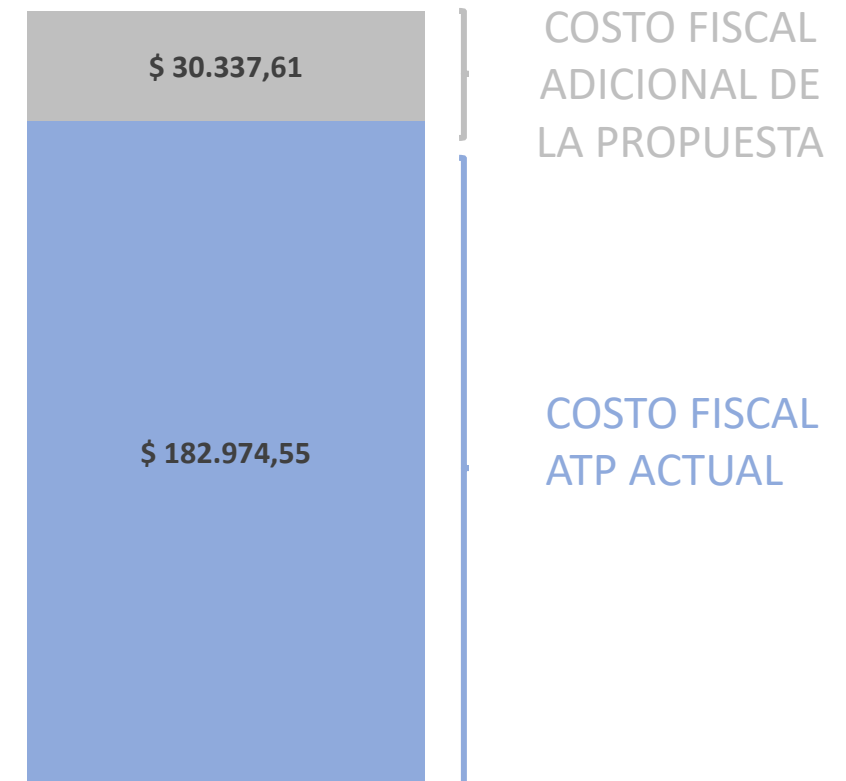 $ 30.337,61
COSTO FISCAL
ADICIONAL DE
LA PROPUESTA
$ 182.974,55
COSTO FISCAL
ATP ACTUAL